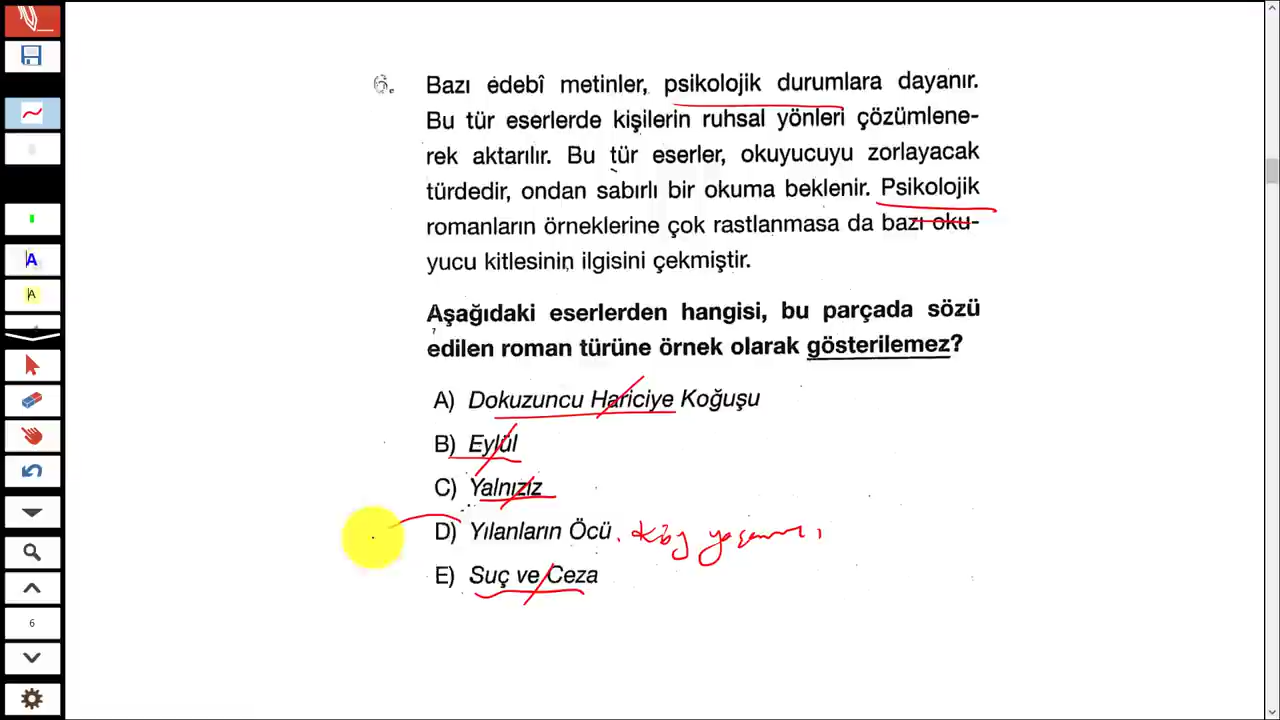 6. Bazı edebî metinler, psikolojik durumlara dayanır.
Bu tür eserlerde kişilerin ruhsal yönleri çözümlene-
rek aktarılır. Bu tür eserler, okuyucuyu zorlayacak
türdedir, ondan sabırlı bir okuma beklenir. Psikolojik
romanların örneklerine çok rastlanmasa da bazı oku-
yucu kitlesinin ilgisini çekmiştir.
Aşağıdaki eserlerden hangisi, bu parçada sözü
edilen roman türüne örnek olarak gösterilemez?
A) Dokuzuncu Hariciye Koğuşu
B) Eylül
C) Yalnızız
D) Yılanların Öcü. Köy yaşamı
E) Suç ve Ceza
A
A
6